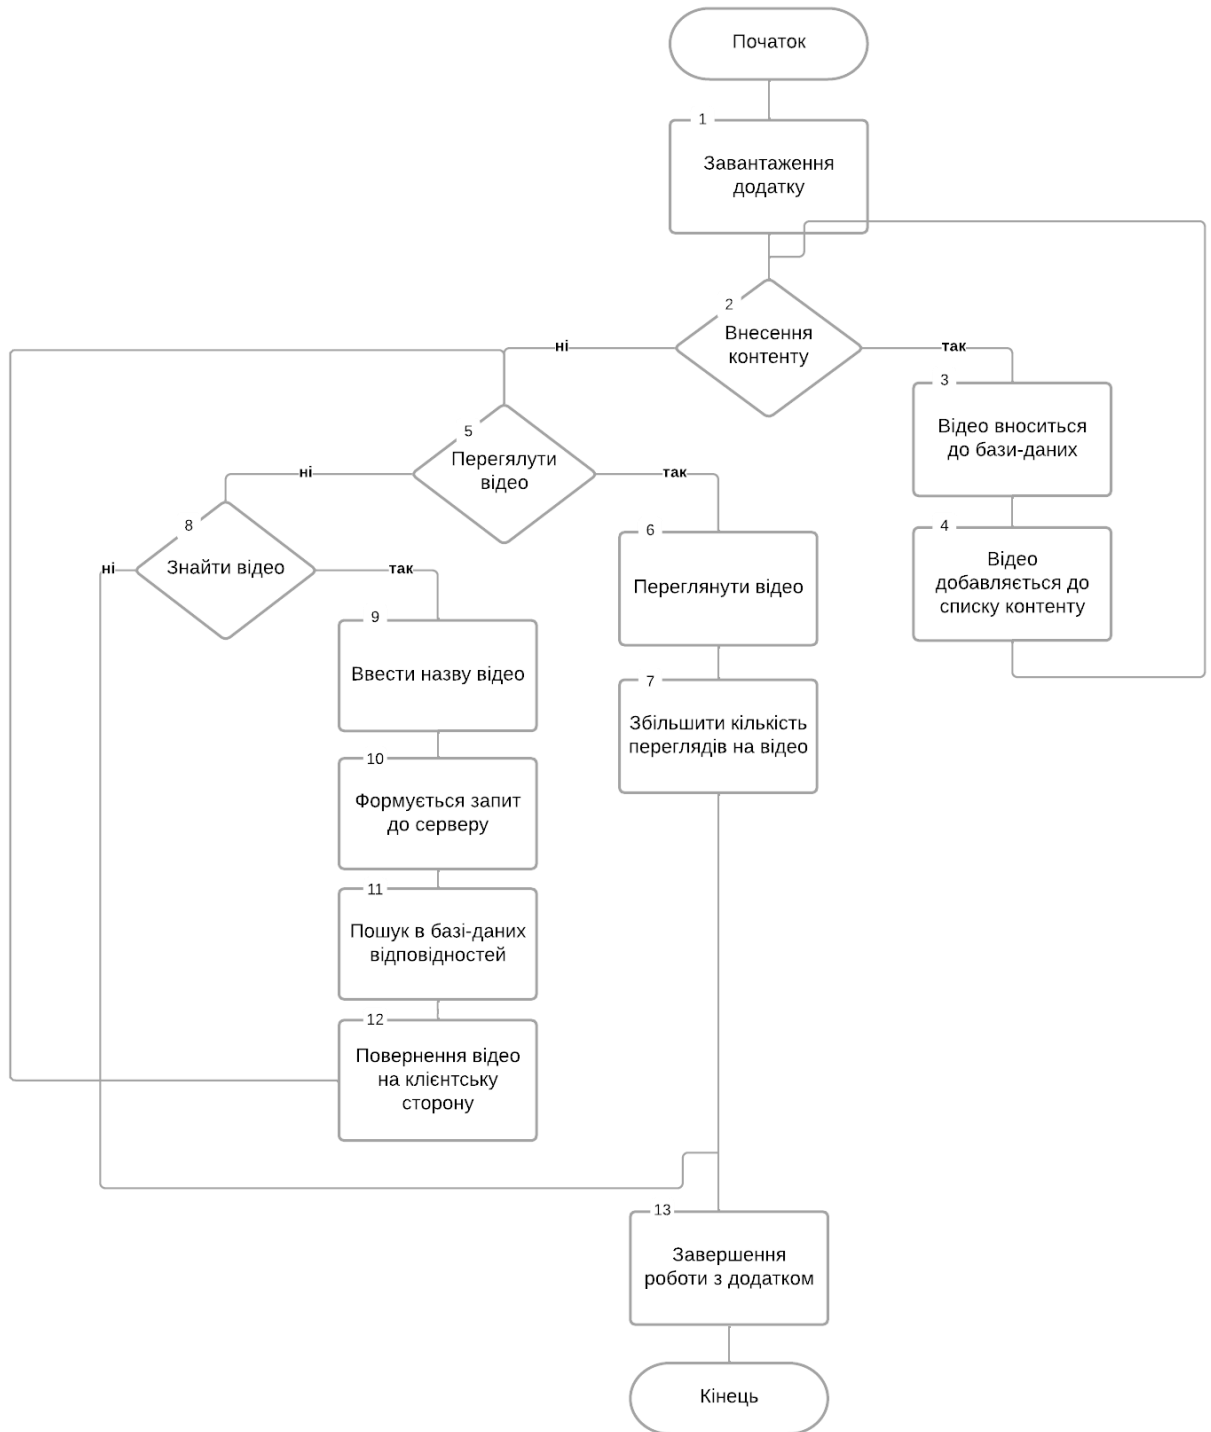 Початок
1
Завантаження
додатку
2
Внесення
контенту
ні
так
3
Відео вноситься
до бази-даних
4
Відео
добавляється до
списку контенту
5
Перегялути
відео
ні
так
6
Переглянути відео
7
Збільшити кількість
переглядів на відео
8
Знайти відео
ні
так
9
Ввести назву відео
10
Формується запит
до серверу
11
Пошук в базі-даних
відповідностей
12
Повернення відео
на клієнтську
сторону
13
Завершення
роботи з додатком
Кінець